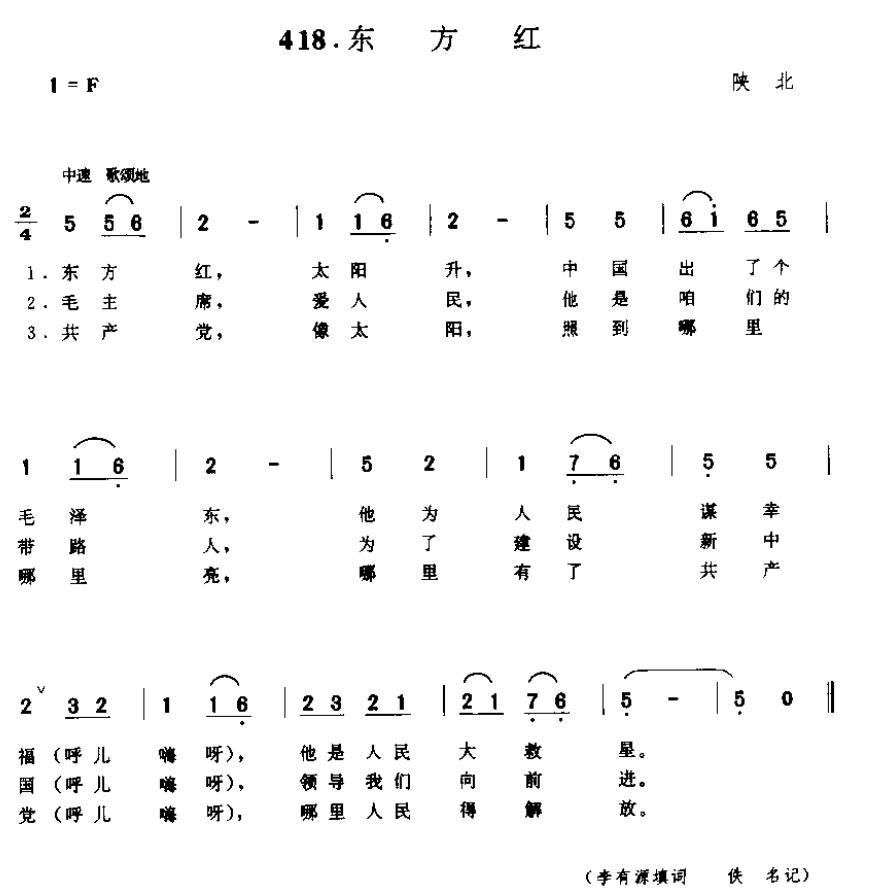 418.东 方 红
1=F
陕 北
中速 歌颂地
2/4 5 5 6 | 2 - | 1 1 6 | 2 - | 5 5 | 6 1 6 5 |
1.东 方 红， 太 阳 升， 中 国 出 了 个
2.毛 主 席， 爱 人 民， 他 是 咱 们 的
3.共 产 党， 像 太 阳， 照 到 哪 里
1 1 6 | 2 - | 5 2 | 1 7 6 | 5 5 |
毛 泽 东， 他 为 人 民 谋 幸
带 路 人， 为 了 建 设 新 中
哪 里 亮， 哪 里 有 了 共 产
2 ∨ 3 2 | 1 1 6 | 2 3 2 1 | 2 1 7 6 | 5 - | 5 0 ‖
福（呼 儿 嗨 呀）， 他 是 人 民 大 救 星。
国（呼 儿 嗨 呀）， 领 导 我 们 向 前 进。
党（呼 儿 嗨 呀）， 哪 里 人 民 得 解 放。
（李有源填词 佚 名记）